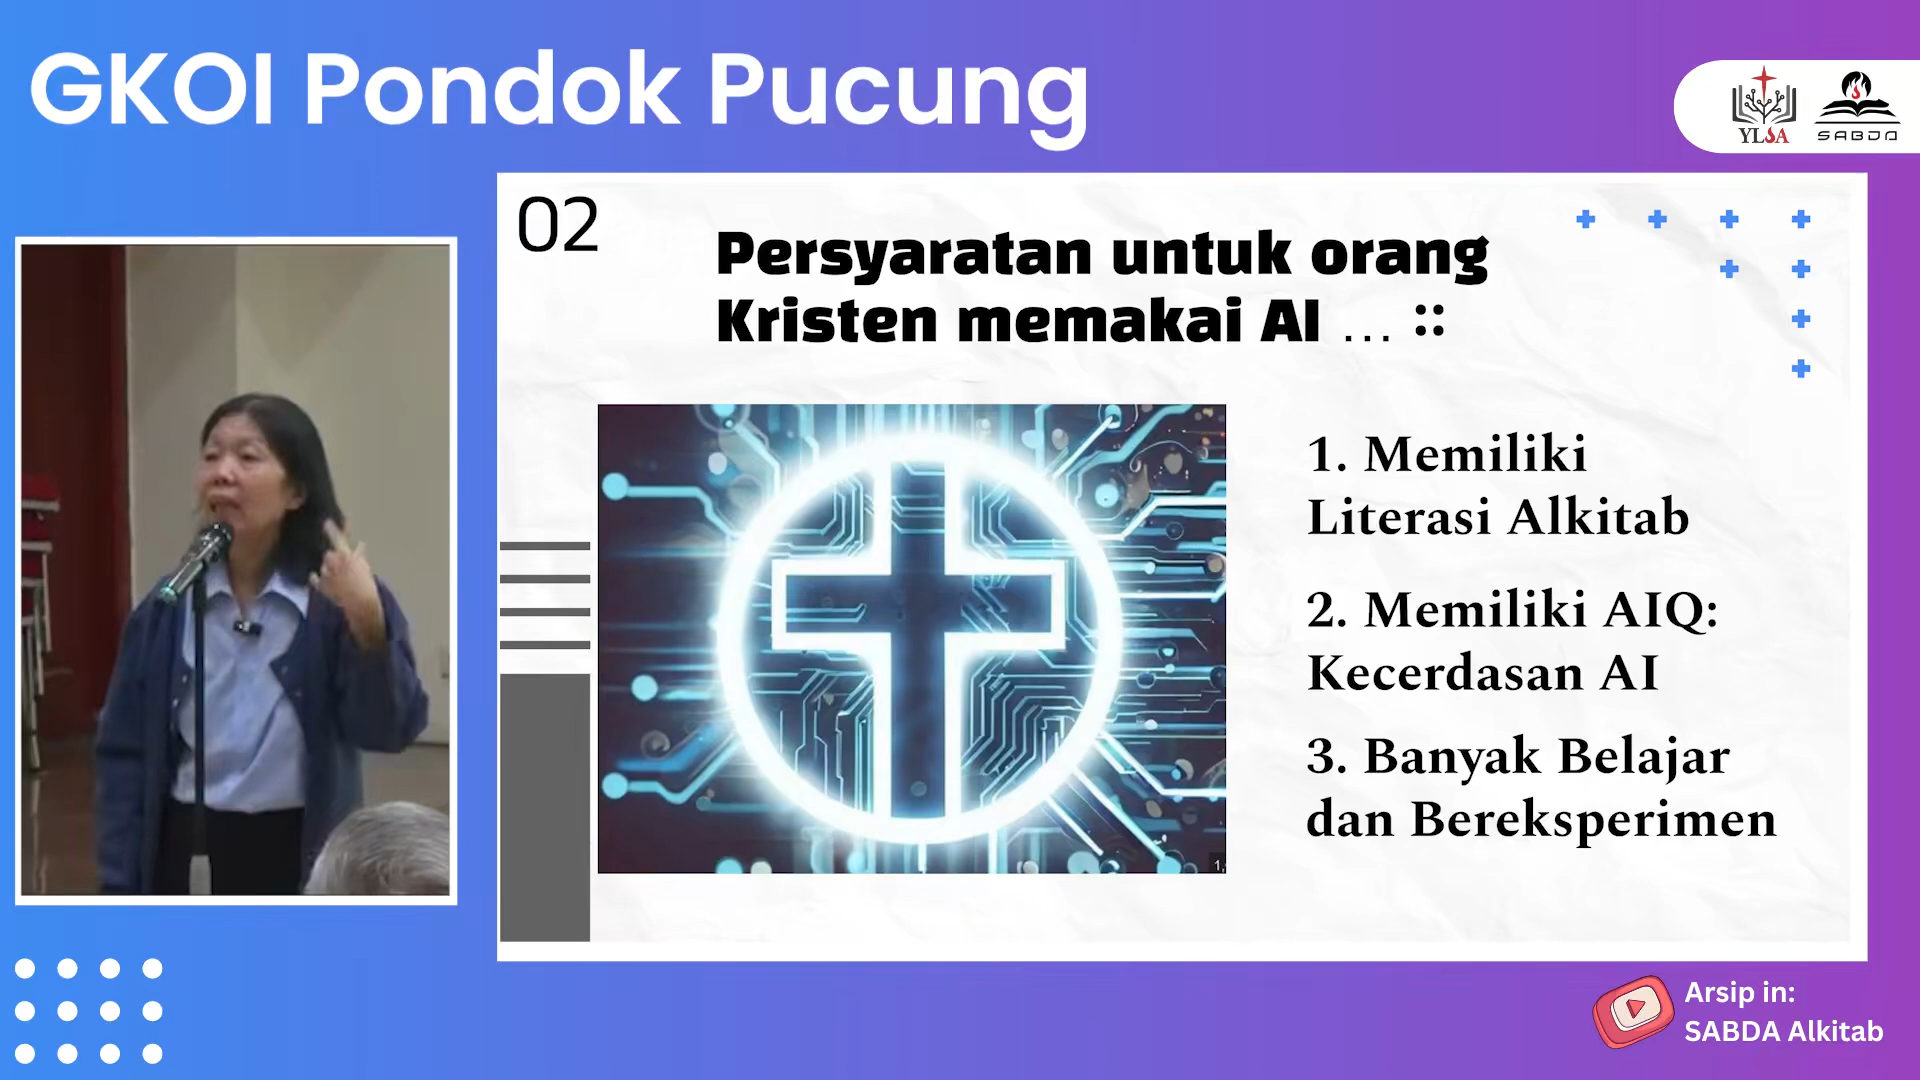 GKOI Pondok Pucung
YLSA
SABDA
02
Persyaratan untuk orang
Kristen memakai AI ... ::
1. Memiliki
Literasi Alkitab
2. Memiliki AIQ:
Kecerdasan AI
3. Banyak Belajar
dan Bereksperimen
1,
Arsip in:
SABDA Alkitab